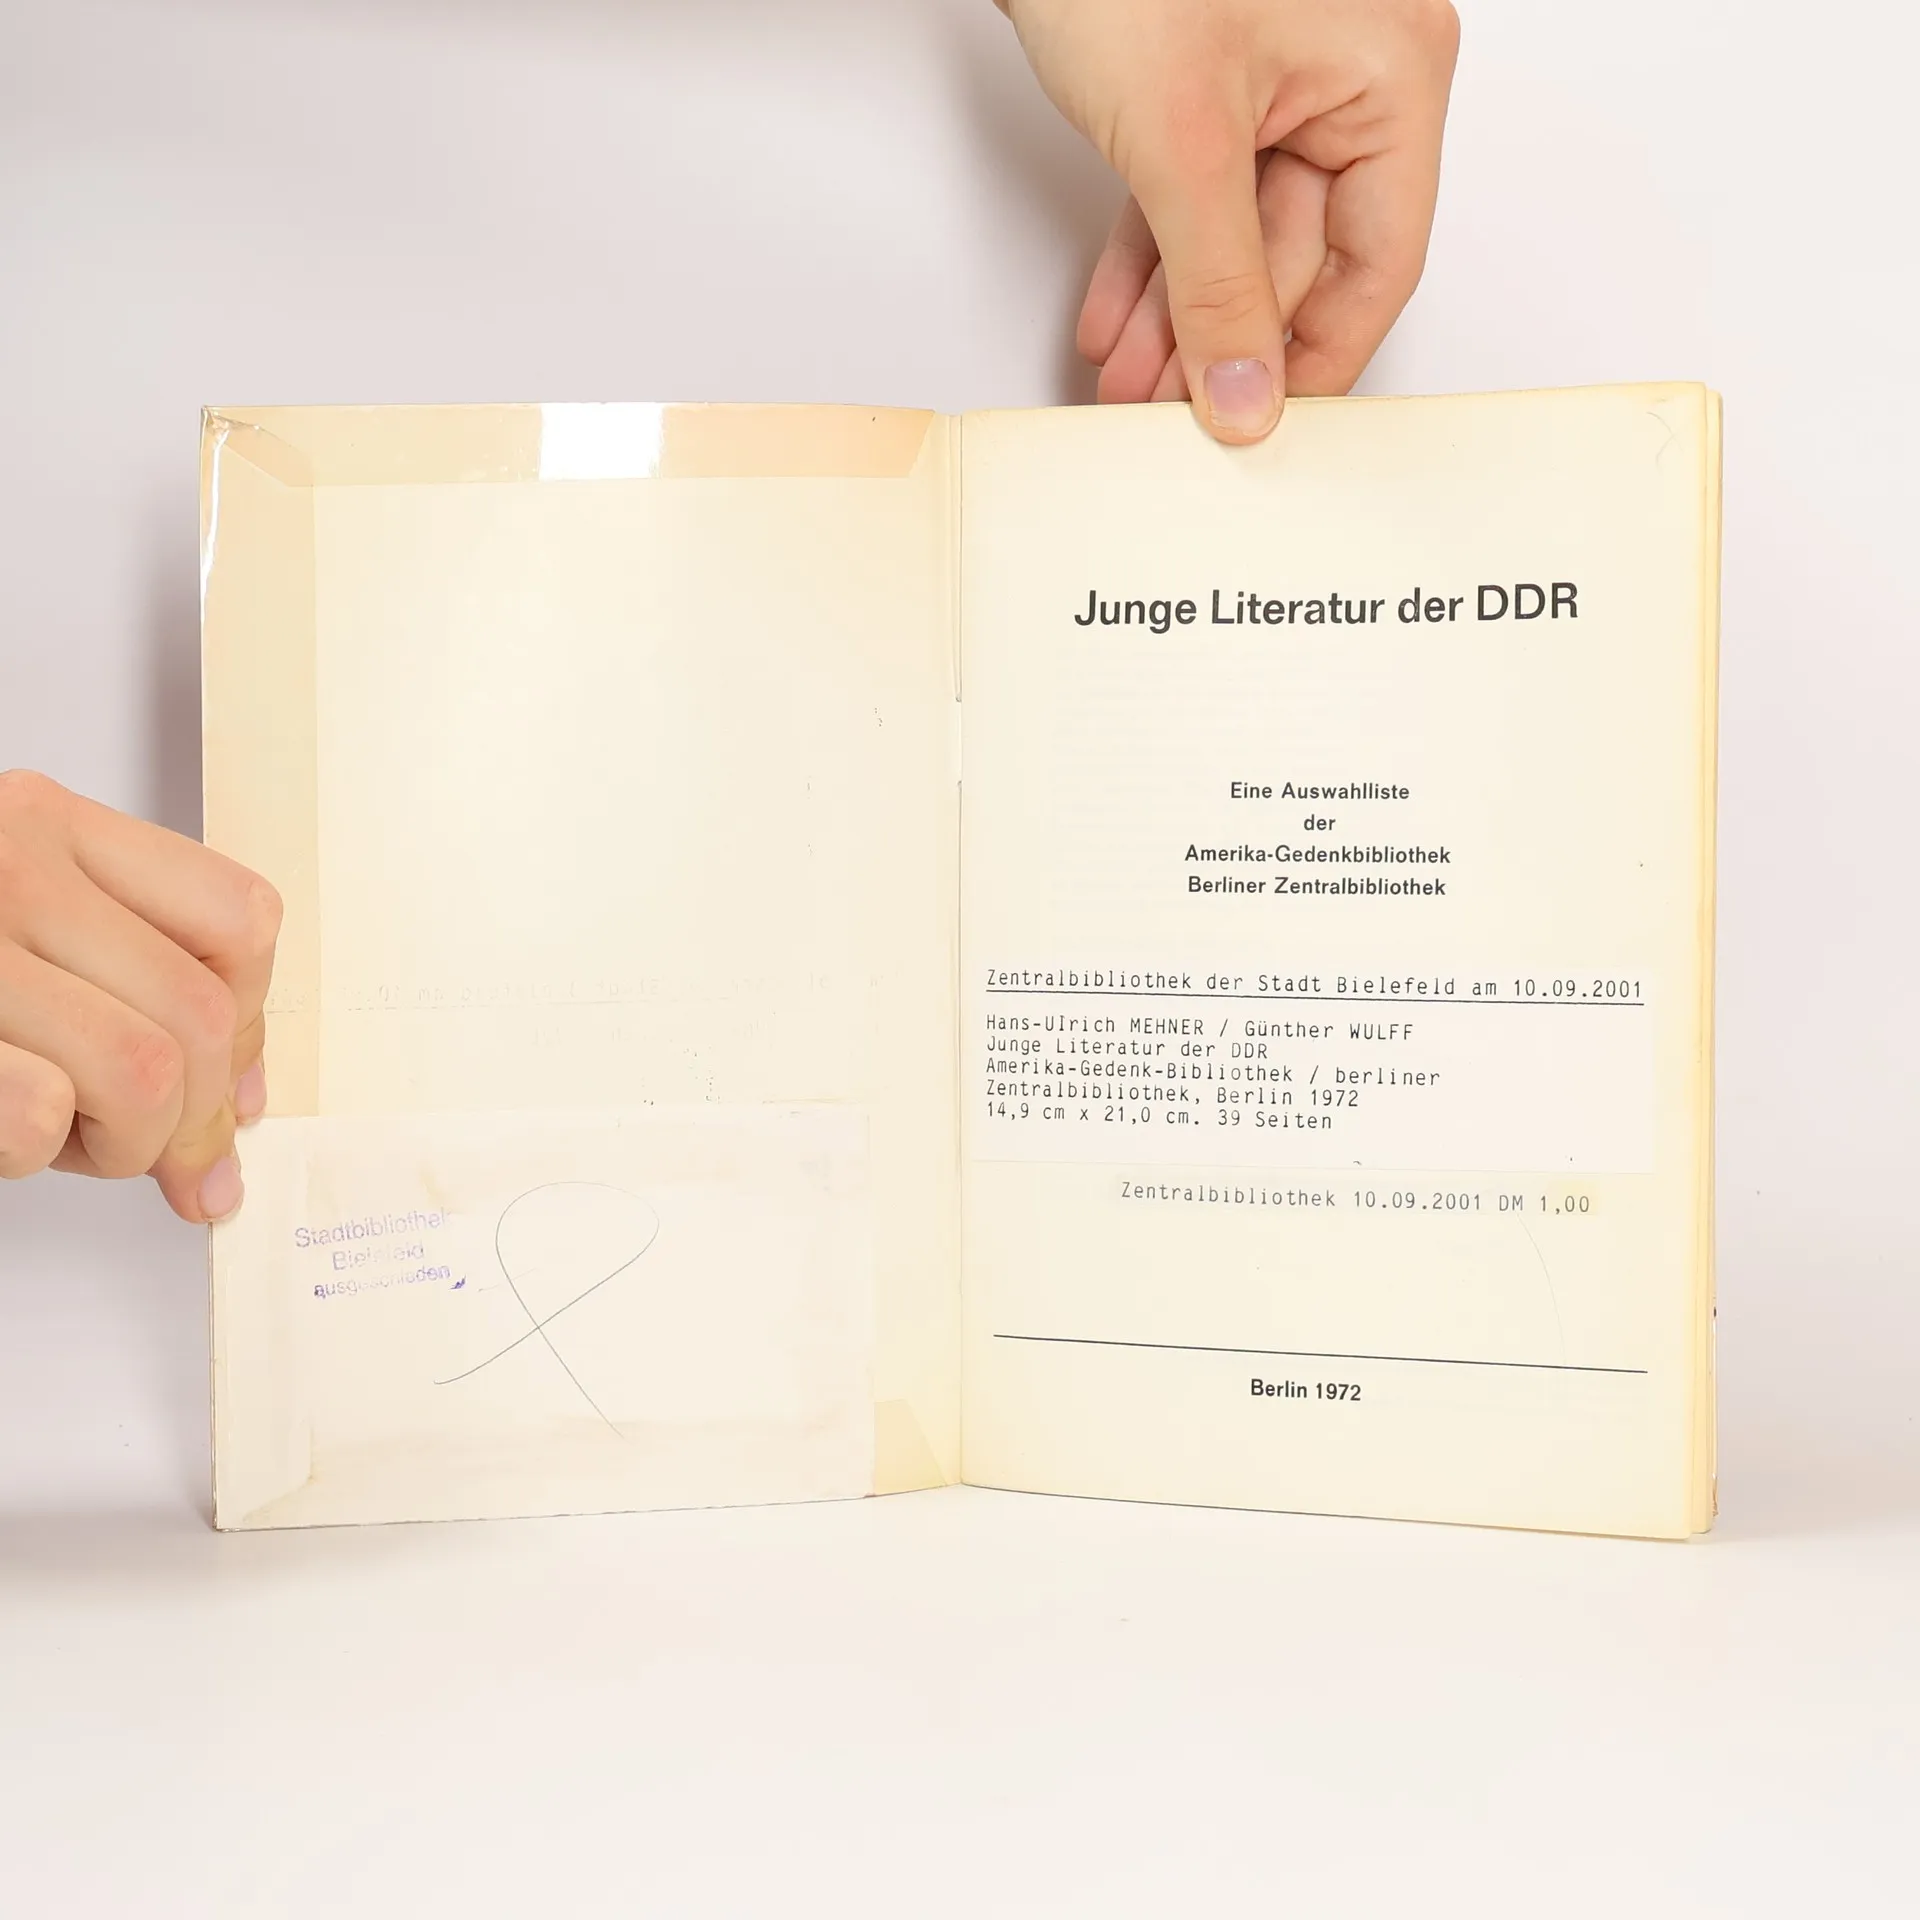 Stadtbibliothek
Bielefeld
ausgeschieden
Junge Literatur der DDR
Eine Auswahlliste
der
Amerika-Gedenkbibliothek
Berliner Zentralbibliothek
Zentralbibliothek der Stadt Bielefeld am 10.09.2001
Hans-Ulrich MEHNER / Günther WULFF
Junge Literatur der DDR
Amerika-Gedenk-Bibliothek / berliner
Zentralbibliothek, Berlin 1972
14,9 cm x 21,0 cm. 39 Seiten
Zentralbibliothek 10.09.2001 DM 1,00
Berlin 1972